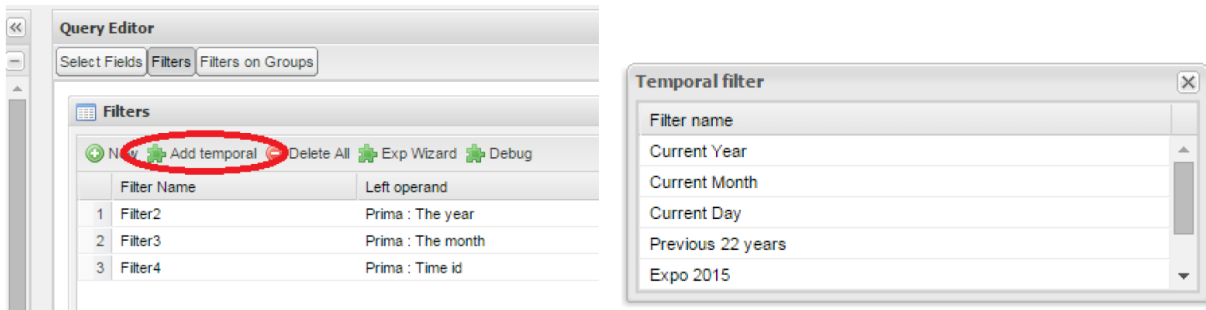 Query Editor
Select Fields Filters Filters on Groups
Filters
New Add temporal Delete All Exp Wizard Debug
Filter Name Left operand
1 Filter2 Prima : The year
2 Filter3 Prima : The month
3 Filter4 Prima : Time id
Temporal filter
Filter name
Current Year
Current Month
Current Day
Previous 22 years
Expo 2015